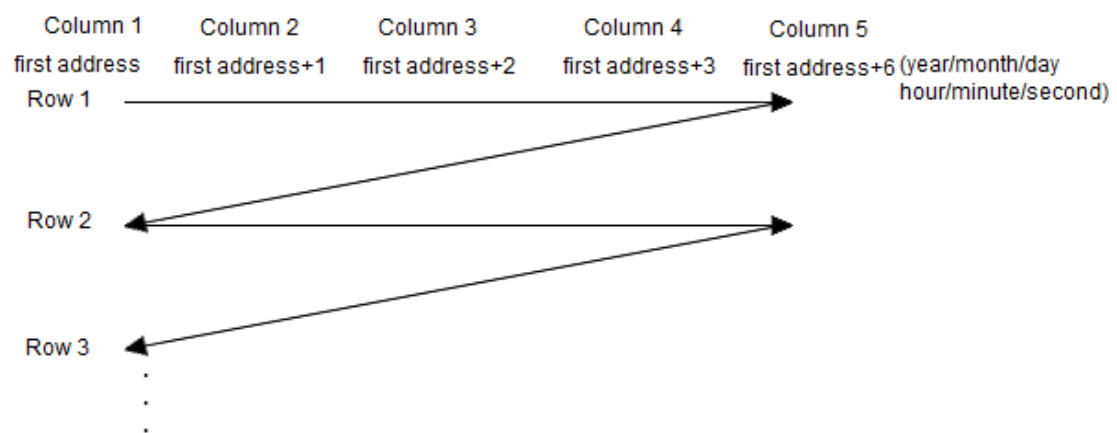 Column 1 Column 2 Column 3 Column 4 Column 5
first address first address+1 first address+2 first address+3 first address+6 (year/month/day
hour/minute/second)
Row 1
Row 2
Row 3